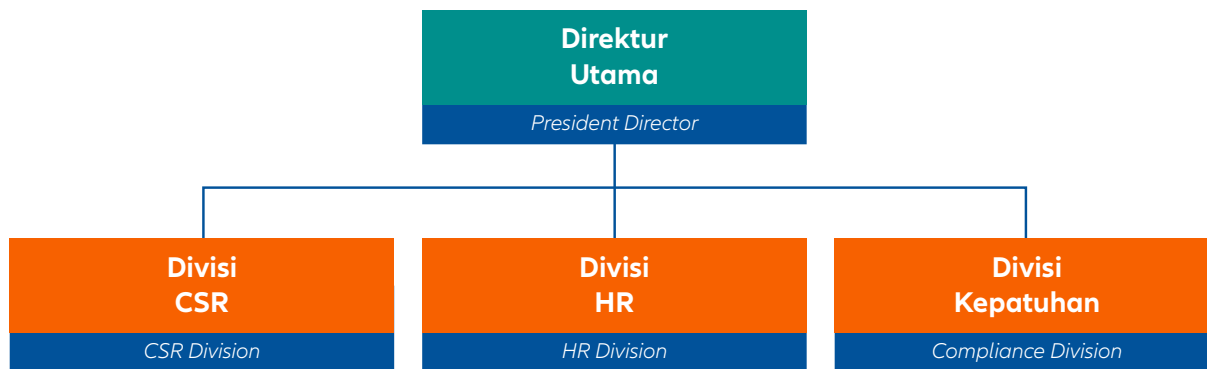 Direktur
Utama
President Director
Divisi
CSR
CSR Division
Divisi
HR
HR Division
Divisi
Kepatuhan
Compliance Division